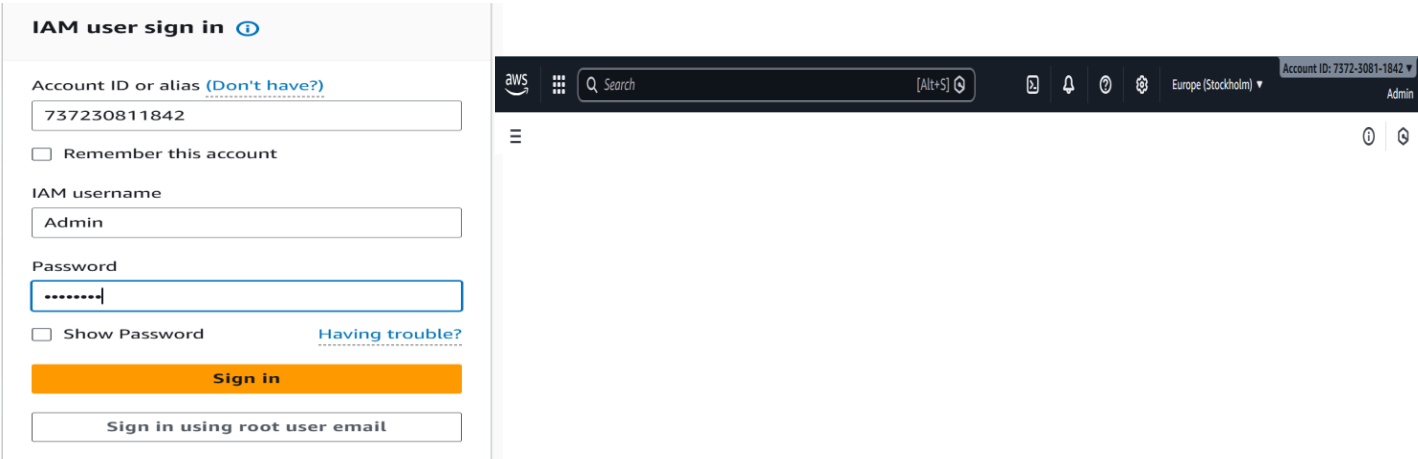 IAM user sign in
Account ID or alias (Don't have?)
737230811842
Remember this account
IAM username
Admin
Password
••••••••
Show Password Having trouble?
Sign in
Sign in using root user email
aws Search [Alt+S] Europe (Stockholm) ▼ Account ID: 7372-3081-1842 ▼
Admin